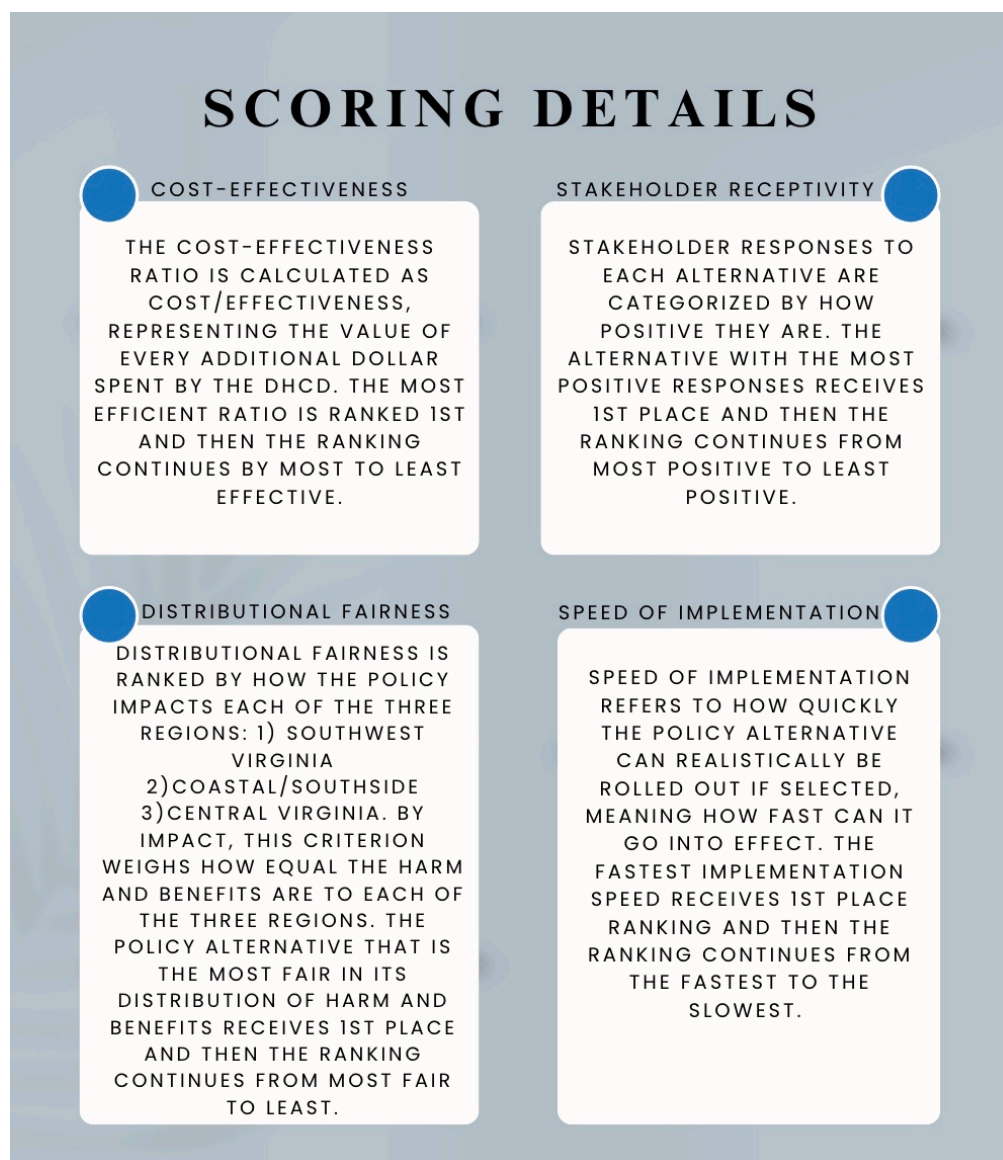 SCORING DETAILS
COST-EFFECTIVENESS
THE COST-EFFECTIVENESS
RATIO IS CALCULATED AS
COST/EFFECTIVENESS,
REPRESENTING THE VALUE OF
EVERY ADDITIONAL DOLLAR
SPENT BY THE DHCD. THE MOST
EFFICIENT RATIO IS RANKED 1ST
AND THEN THE RANKING
CONTINUES BY MOST TO LEAST
EFFECTIVE.
STAKEHOLDER RECEPTIVITY
STAKEHOLDER RESPONSES TO
EACH ALTERNATIVE ARE
CATEGORIZED BY HOW
POSITIVE THEY ARE. THE
ALTERNATIVE WITH THE MOST
POSITIVE RESPONSES RECEIVES
1ST PLACE AND THEN THE
RANKING CONTINUES FROM
MOST POSITIVE TO LEAST
POSITIVE.
DISTRIBUTIONAL FAIRNESS
DISTRIBUTIONAL FAIRNESS IS
RANKED BY HOW THE POLICY
IMPACTS EACH OF THE THREE
REGIONS: 1) SOUTHWEST
VIRGINIA
2)COASTAL/SOUTHSIDE
3)CENTRAL VIRGINIA. BY
IMPACT, THIS CRITERION
WEIGHS HOW EQUAL THE HARM
AND BENEFITS ARE TO EACH OF
THE THREE REGIONS. THE
POLICY ALTERNATIVE THAT IS
THE MOST FAIR IN ITS
DISTRIBUTION OF HARM AND
BENEFITS RECEIVES 1ST PLACE
AND THEN THE RANKING
CONTINUES FROM MOST FAIR
TO LEAST.
SPEED OF IMPLEMENTATION
SPEED OF IMPLEMENTATION
REFERS TO HOW QUICKLY
THE POLICY ALTERNATIVE
CAN REALISTICALLY BE
ROLLED OUT IF SELECTED,
MEANING HOW FAST CAN IT
GO INTO EFFECT. THE
FASTEST IMPLEMENTATION
SPEED RECEIVES 1ST PLACE
RANKING AND THEN THE
RANKING CONTINUES FROM
THE FASTEST TO THE
SLOWEST.